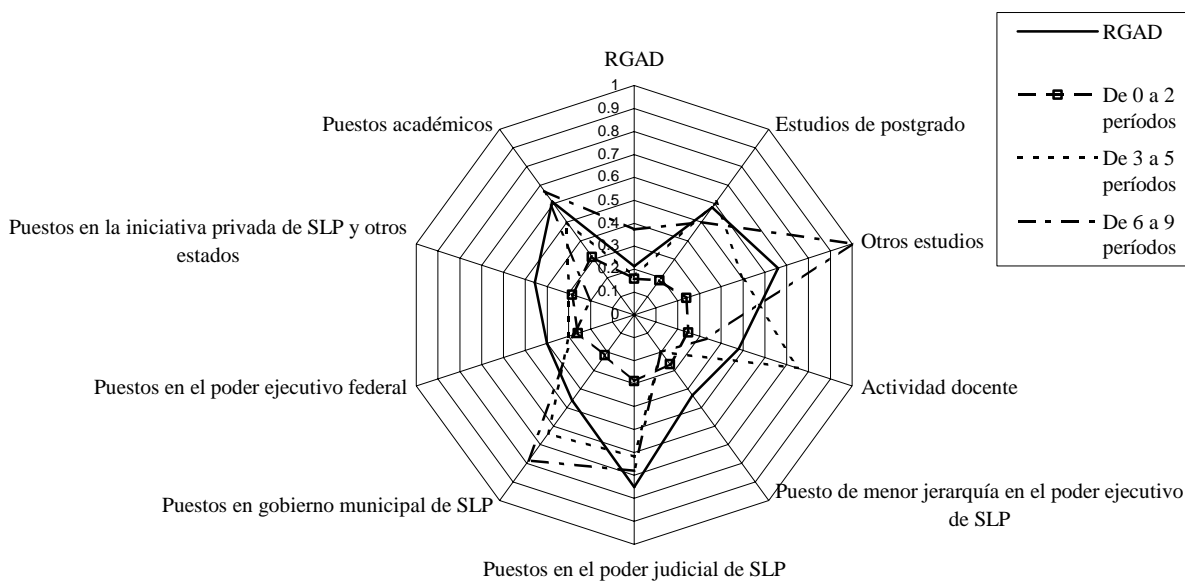 RGAD
De 0 a 2
períodos
De 3 a 5
períodos
De 6 a 9
períodos
RGAD
Estudios de postgrado
Otros estudios
Actividad docente
Puesto de menor jerarquía en el poder ejecutivo
de SLP
Puestos en el poder judicial de SLP
Puestos en gobierno municipal de SLP
Puestos en el poder ejecutivo federal
Puestos en la iniciativa privada de SLP y otros
estados
Puestos académicos
1
0.9
0.8
0.7
0.6
0.5
0.4
0.3
0.2
0.1
0